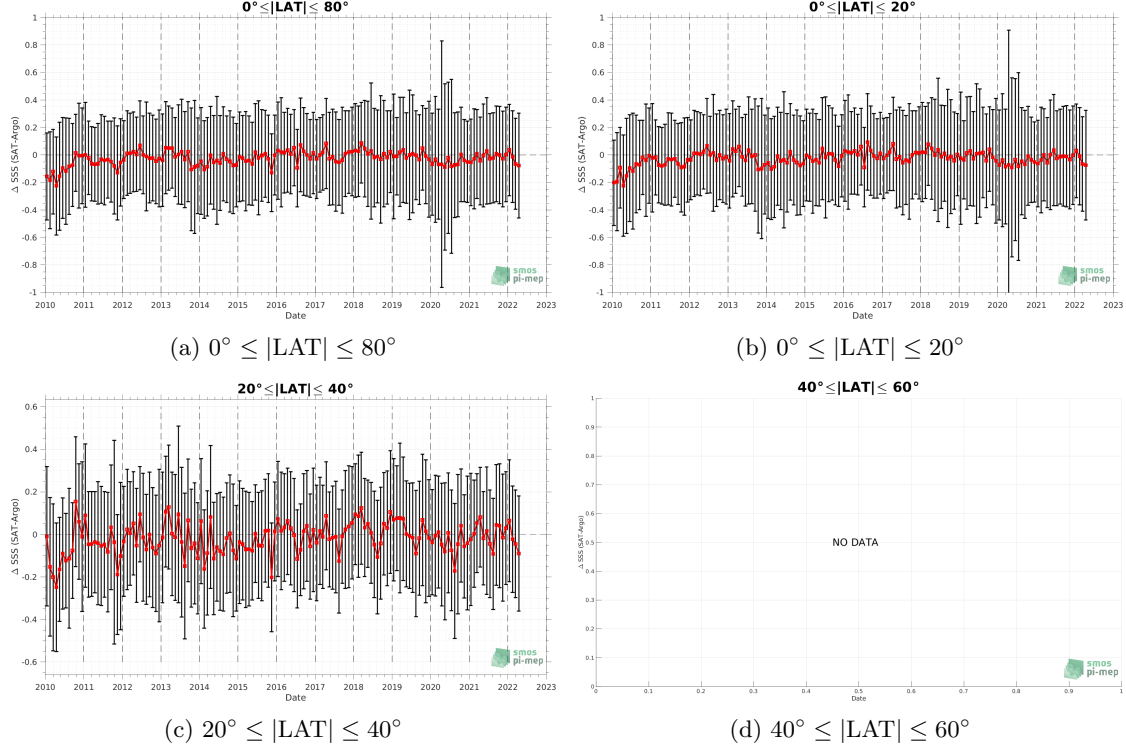 0°≤|LAT|≤ 80°
1
0.8
0.6
0.4
0.2
0
-0.2
-0.4
-0.6
-0.8
-1
Δ SSS (SAT-Argo)
2010 2011 2012 2013 2014 2015 2016 2017 2018 2019 2020 2021 2022 2023
Date
smos
pi-mep
(a) 0° ≤ |LAT| ≤ 80°
0°≤|LAT|≤ 20°
1
0.8
0.6
0.4
0.2
0
-0.2
-0.4
-0.6
-0.8
-1
Δ SSS (SAT-Argo)
2010 2011 2012 2013 2014 2015 2016 2017 2018 2019 2020 2021 2022 2023
Date
smos
pi-mep
(b) 0° ≤ |LAT| ≤ 20°
20°≤|LAT|≤ 40°
0.6
0.4
0.2
0
-0.2
-0.4
-0.6
Δ SSS (SAT-Argo)
2010 2011 2012 2013 2014 2015 2016 2017 2018 2019 2020 2021 2022 2023
Date
smos
pi-mep
(c) 20° ≤ |LAT| ≤ 40°
40°≤|LAT|≤ 60°
1
0.9
0.8
0.7
0.6
0.5
0.4
0.3
0.2
0.1
0
Δ SSS (SAT-Argo)
NO DATA
0 0.1 0.2 0.3 0.4 0.5 0.6 0.7 0.8 0.9 1
Date
smos
pi-mep
(d) 40° ≤ |LAT| ≤ 60°